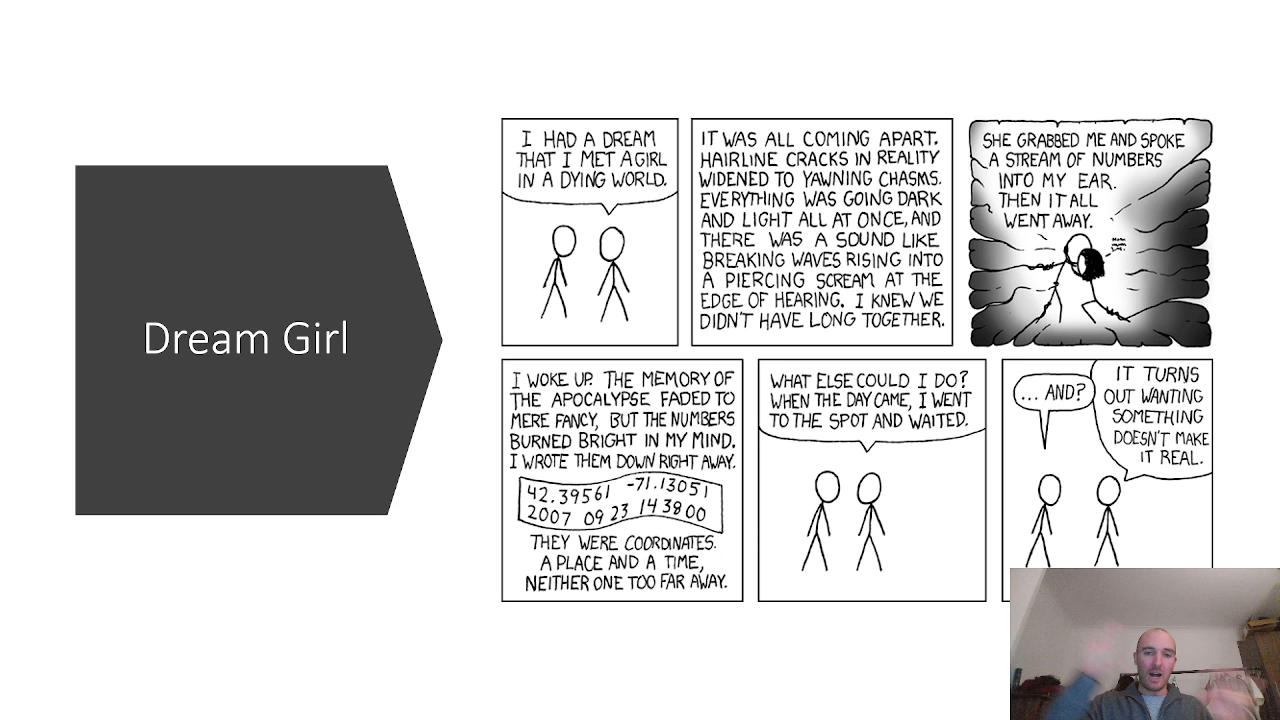 Dream Girl
I HAD A DREAM
THAT I MET A GIRL
IN A DYING WORLD.
IT WAS ALL COMING APART.
HAIRLINE CRACKS IN REALITY
WIDENED TO YAWNING CHASMS.
EVERYTHING WAS GOING DARK
AND LIGHT ALL AT ONCE, AND
THERE WAS A SOUND LIKE
BREAKING WAVES RISING INTO
A PIERCING SCREAM AT THE
EDGE OF HEARING. I KNEW WE
DIDN'T HAVE LONG TOGETHER.
SHE GRABBED ME AND SPOKE
A STREAM OF NUMBERS
INTO MY EAR.
THEN IT ALL
WENT AWAY.
I WOKE UP. THE MEMORY OF
THE APOCALYPSE FADED TO
MERE FANCY, BUT THE NUMBERS
BURNED BRIGHT IN MY MIND.
I WROTE THEM DOWN RIGHT AWAY.
42.39561 -71.13051
2007 09 23 14 38 00
THEY WERE COORDINATES.
A PLACE AND A TIME,
NEITHER ONE TOO FAR AWAY.
WHAT ELSE COULD I DO?
WHEN THE DAY CAME, I WENT
TO THE SPOT AND WAITED.
... AND?
IT TURNS
OUT WANTING
SOMETHING
DOESN'T MAKE
IT REAL.